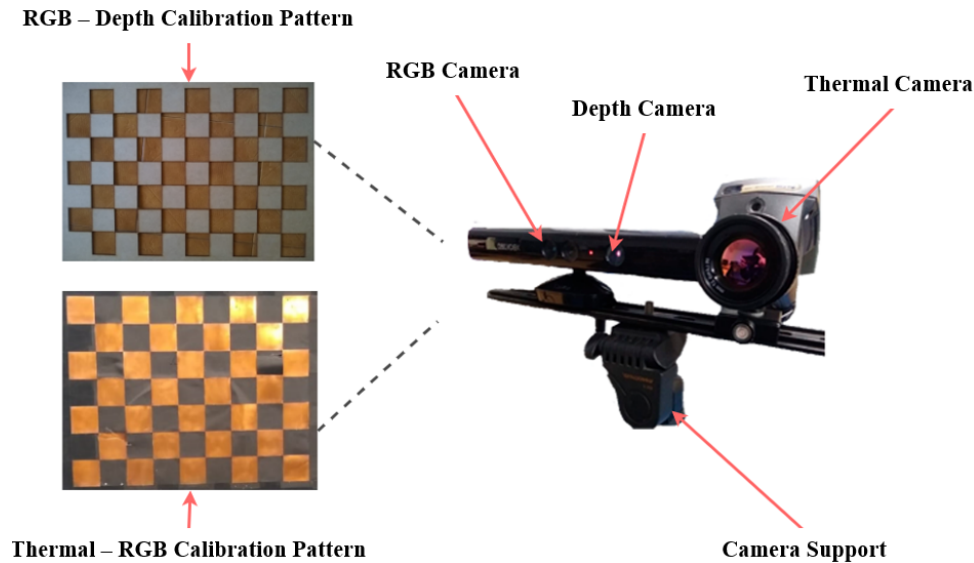 RGB – Depth Calibration Pattern
RGB Camera
Depth Camera
Thermal Camera
Thermal – RGB Calibration Pattern
Camera Support